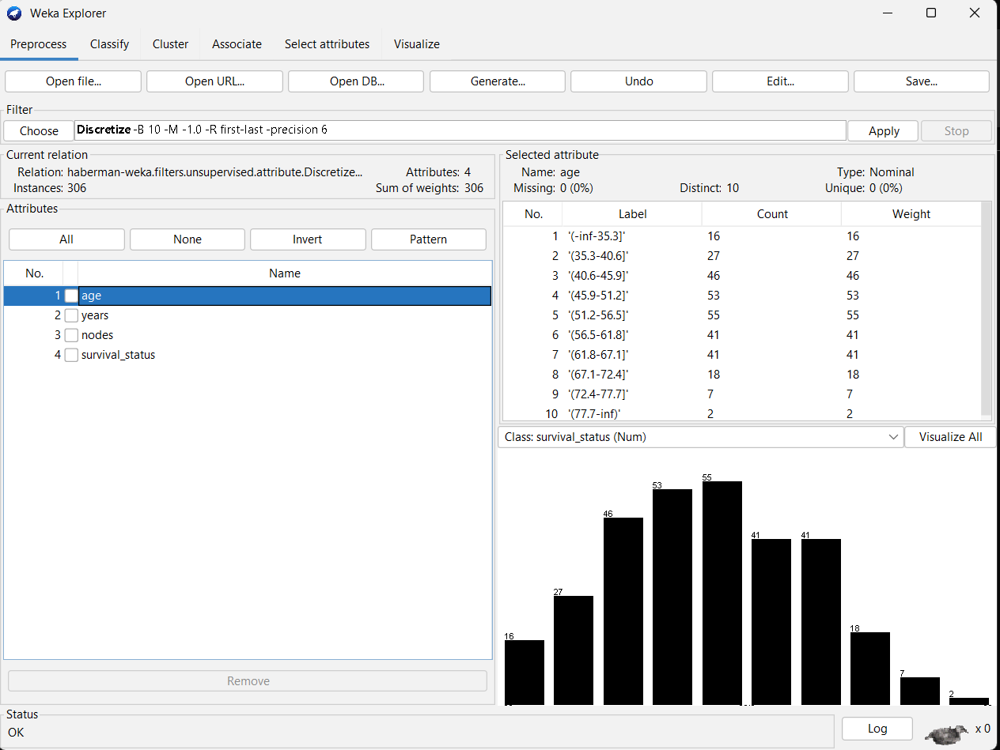 Weka Explorer
Preprocess Classify Cluster Associate Select attributes Visualize
Open file... Open URL... Open DB... Generate... Undo Edit... Save...
Filter
Choose Discretize -B 10 -M -1.0 -R first-last -precision 6 Apply Stop
Current relation
Relation: haberman-weka.filters.unsupervised.attribute.Discretize... Attributes: 4
Instances: 306 Sum of weights: 306
Attributes
All None Invert Pattern
No. Name
1 age
2 years
3 nodes
4 survival_status
Remove
Selected attribute
Name: age Type: Nominal
Missing: 0 (0%) Distinct: 10 Unique: 0 (0%)
No. Label Count Weight
1 '(-inf-35.3]' 16 16
2 '(35.3-40.6]' 27 27
3 '(40.6-45.9]' 46 46
4 '(45.9-51.2]' 53 53
5 '(51.2-56.5]' 55 55
6 '(56.5-61.8]' 41 41
7 '(61.8-67.1]' 41 41
8 '(67.1-72.4]' 18 18
9 '(72.4-77.7]' 7 7
10 '(77.7-inf)' 2 2
Class: survival_status (Num) Visualize All
16 27 46 53 55 41 41 18 7 2
Status
OK
Log x 0